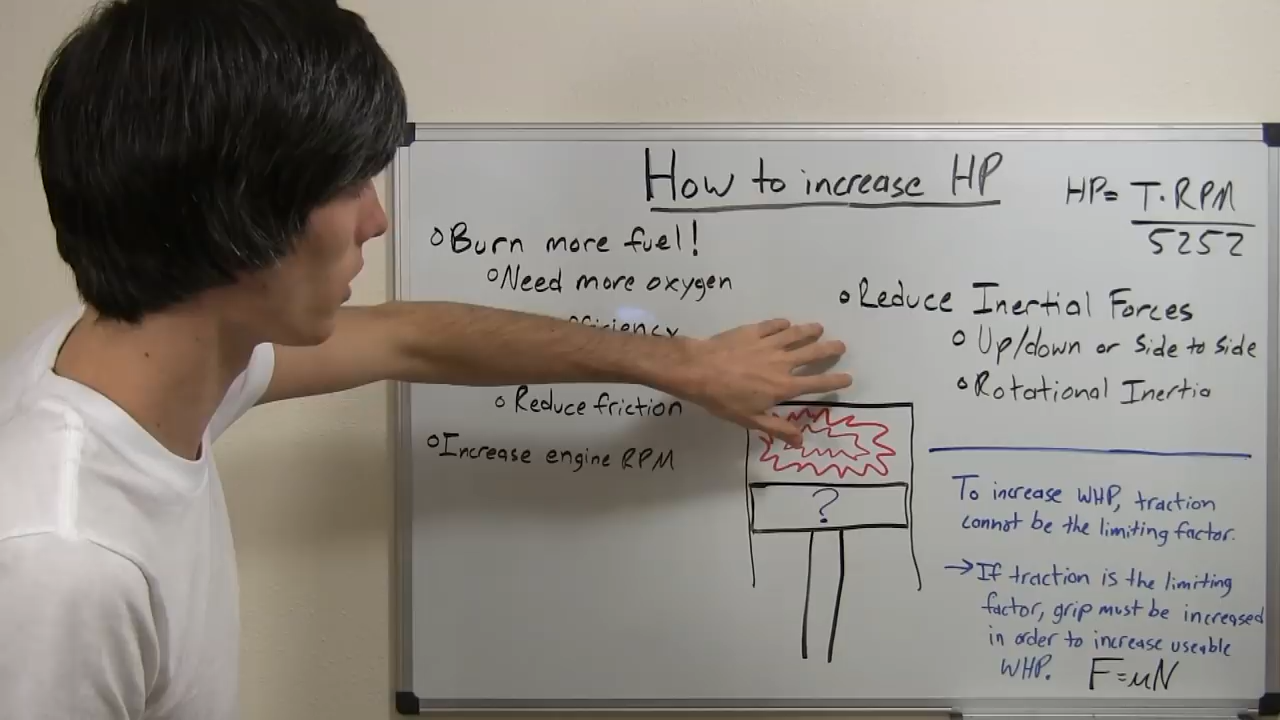 How to increase HP
HP= T·RPM
5252
Burn more fuel!
Need more oxygen
Reduce friction
Increase engine RPM
Reduce Inertial Forces
Up/down or Side to Side
Rotational Inertia
?
To increase WHP, traction
cannot be the limiting factor.
→ If traction is the limiting
factor, grip must be increased
in order to increase useable
WHP.
F=μN